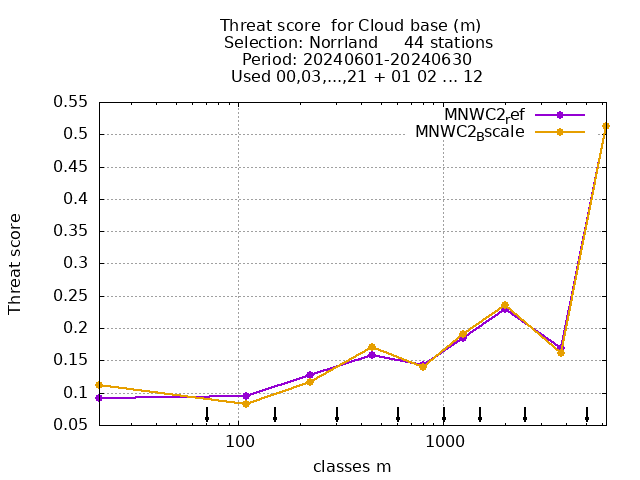 Threat score  for Cloud base (m)
Selection: Norrland     44 stations
Period: 20240601-20240630
Used 00,03,...,21 + 01 02 ... 12
MNWC2ref
MNWC2Bscale
0.55
0.5
0.45
0.4
0.35
0.3
0.25
0.2
0.15
0.1
0.05
Threat score
100
1000
classes m